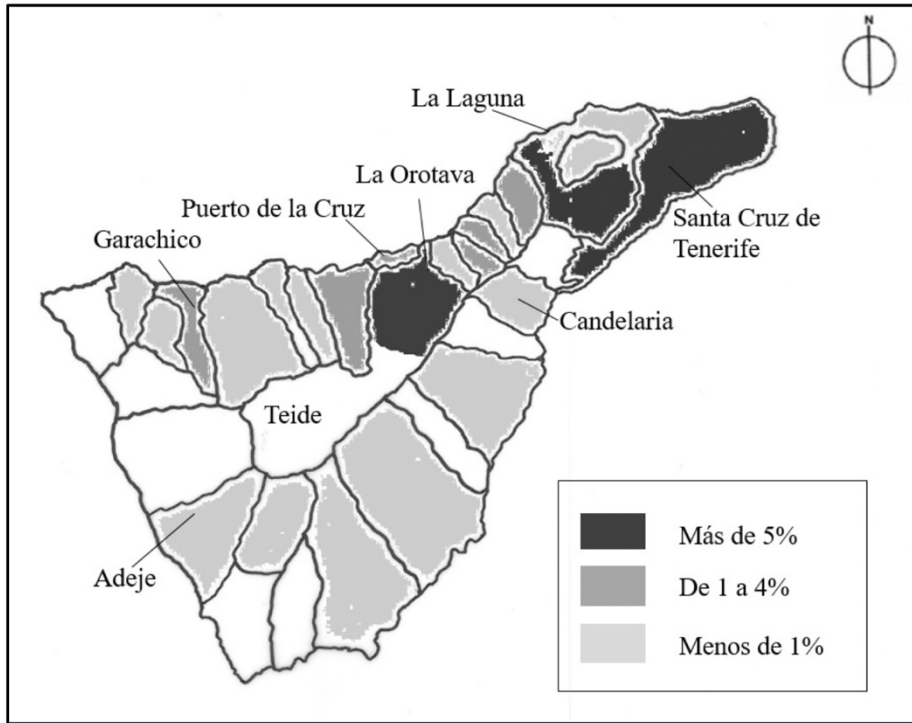 N
La Laguna
La Orotava
Puerto de la Cruz
Garachico
Santa Cruz de
Tenerife
Candelaria
Teide
Adeje
Más de 5%
De 1 a 4%
Menos de 1%